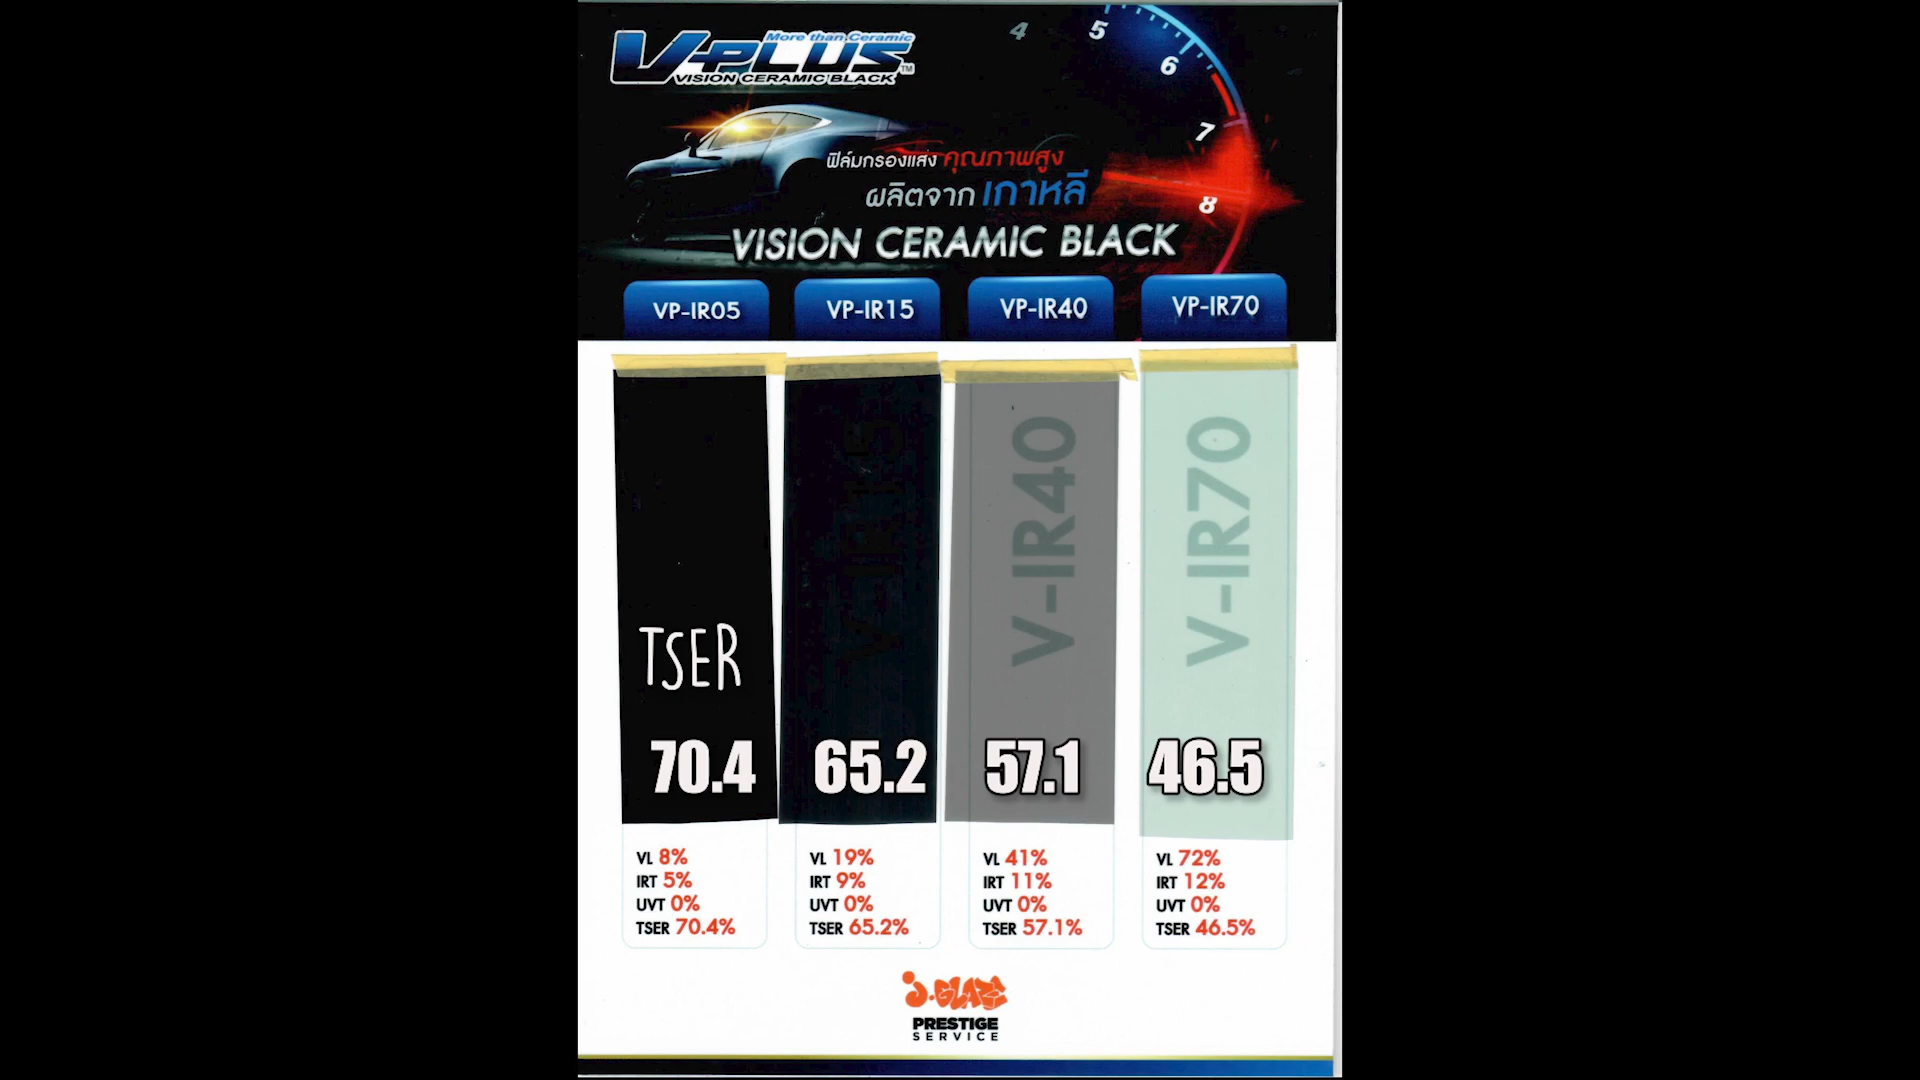 V-PLUS™
More than Ceramic
VISION CERAMIC BLACK
4 5 6 7 8
ฟิล์มกรองแสง คุณภาพสูง
ผลิตจาก เกาหลี
VISION CERAMIC BLACK
VP-IR05 VP-IR15 VP-IR40 VP-IR70
V-IR15 V-IR40 V-IR70
TSER
70.4 65.2 57.1 46.5
VL 8% VL 19% VL 41% VL 72%
IRT 5% IRT 9% IRT 11% IRT 12%
UVT 0% UVT 0% UVT 0% UVT 0%
TSER 70.4% TSER 65.2% TSER 57.1% TSER 46.5%
J-GLAZE
PRESTIGE
SERVICE